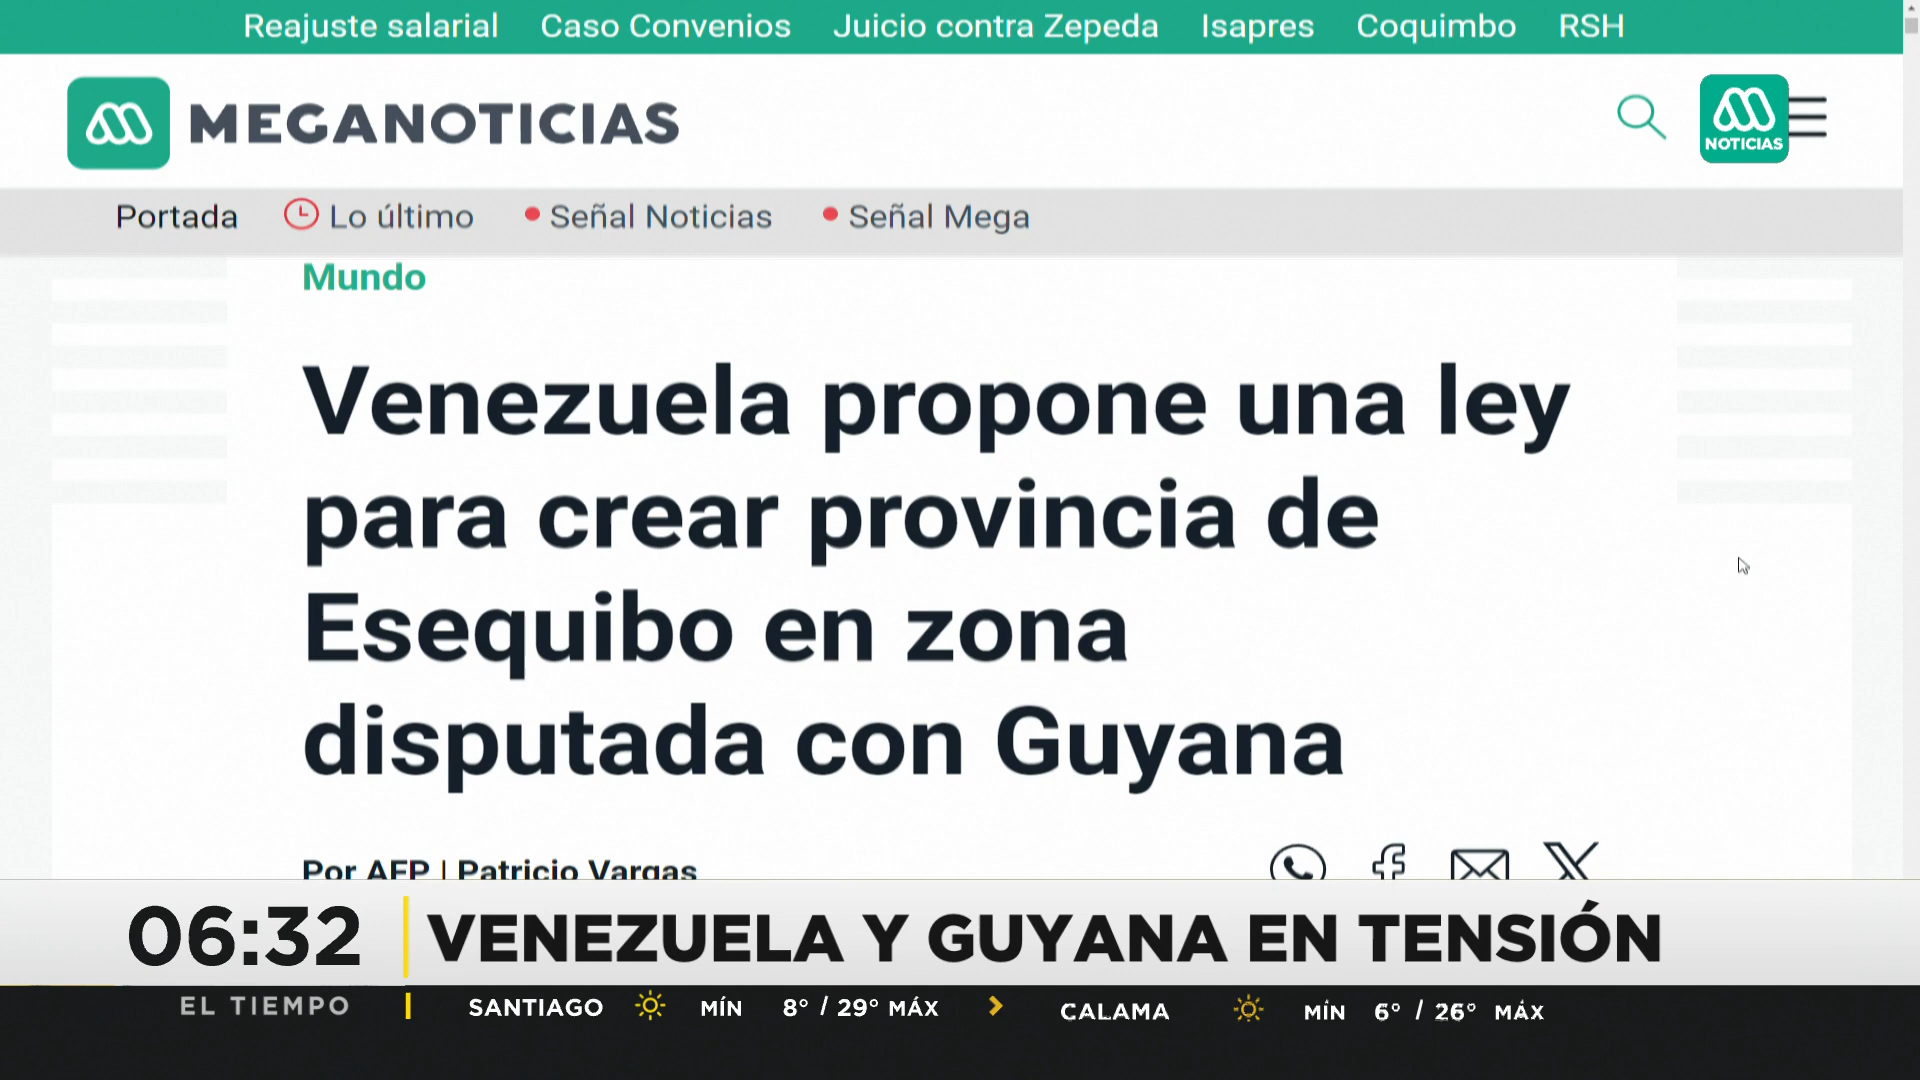 Reajuste salarial Caso Convenios Juicio contra Zepeda Isapres Coquimbo RSH
MEGANOTICIAS
NOTICIAS
Portada Lo último Señal Noticias Señal Mega
Mundo
Venezuela propone una ley
para crear provincia de
Esequibo en zona
disputada con Guyana
Por AFP | Patricio Vargas
06:32 VENEZUELA Y GUYANA EN TENSIÓN
EL TIEMPO SANTIAGO MÍN 8° / 29° MÁX CALAMA MÍN 6° / 26° MÁX